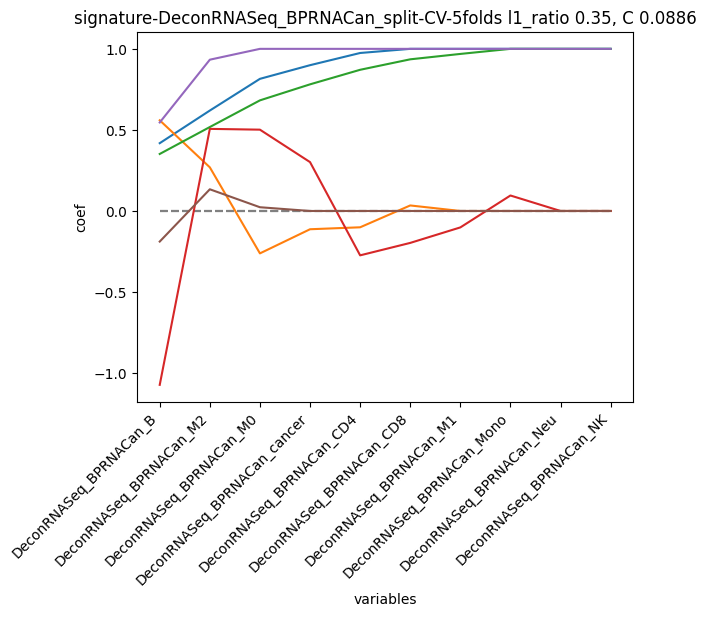 signature-DeconRNASeq_BPRNACan_split-CV-5folds l1_ratio 0.35, C 0.0886
1.0
0.5
0.0
−0.5
−1.0
coef
DeconRNASeq_BPRNACan_B
DeconRNASeq_BPRNACan_M2
DeconRNASeq_BPRNACan_M0
DeconRNASeq_BPRNACan_cancer
DeconRNASeq_BPRNACan_CD4
DeconRNASeq_BPRNACan_CD8
DeconRNASeq_BPRNACan_M1
DeconRNASeq_BPRNACan_Mono
DeconRNASeq_BPRNACan_Neu
DeconRNASeq_BPRNACan_NK
variables